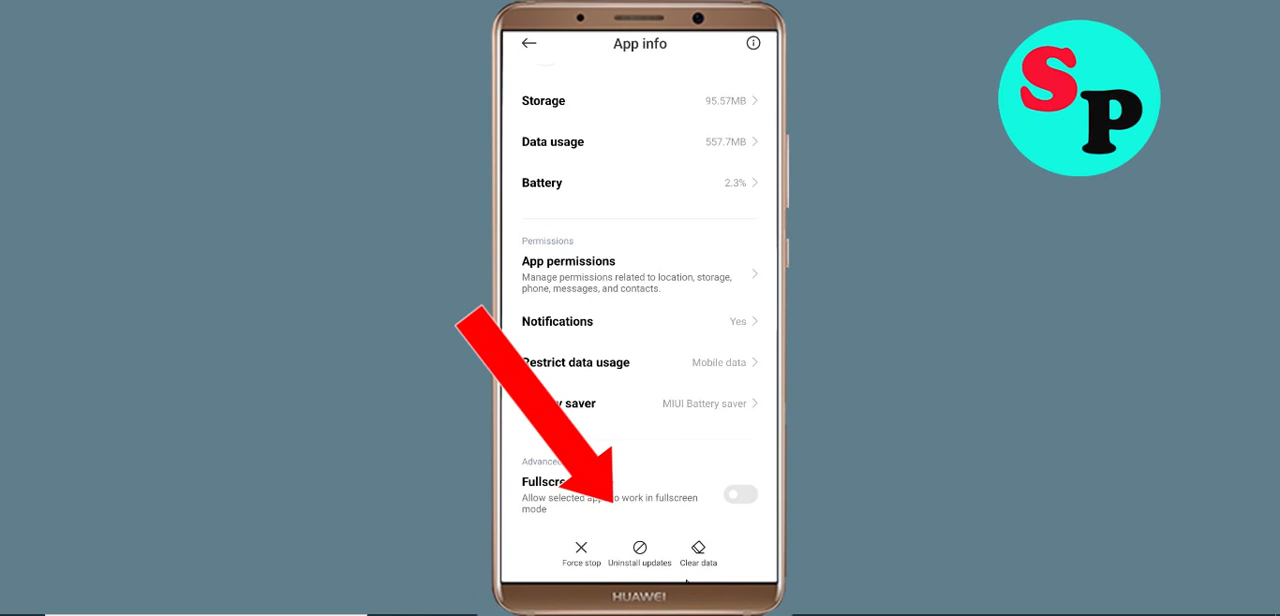 App info
Storage 95.57MB
Data usage 557.7MB
Battery 2.3%
Permissions
App permissions
Manage permissions related to location, storage,
phone, messages, and contacts.
Notifications Yes
Restrict data usage Mobile data
saver MIUI Battery saver
Advanced
Allow selected to work in fullscreen
mode
Force stop Uninstall updates Clear data
HUAWEI
SP